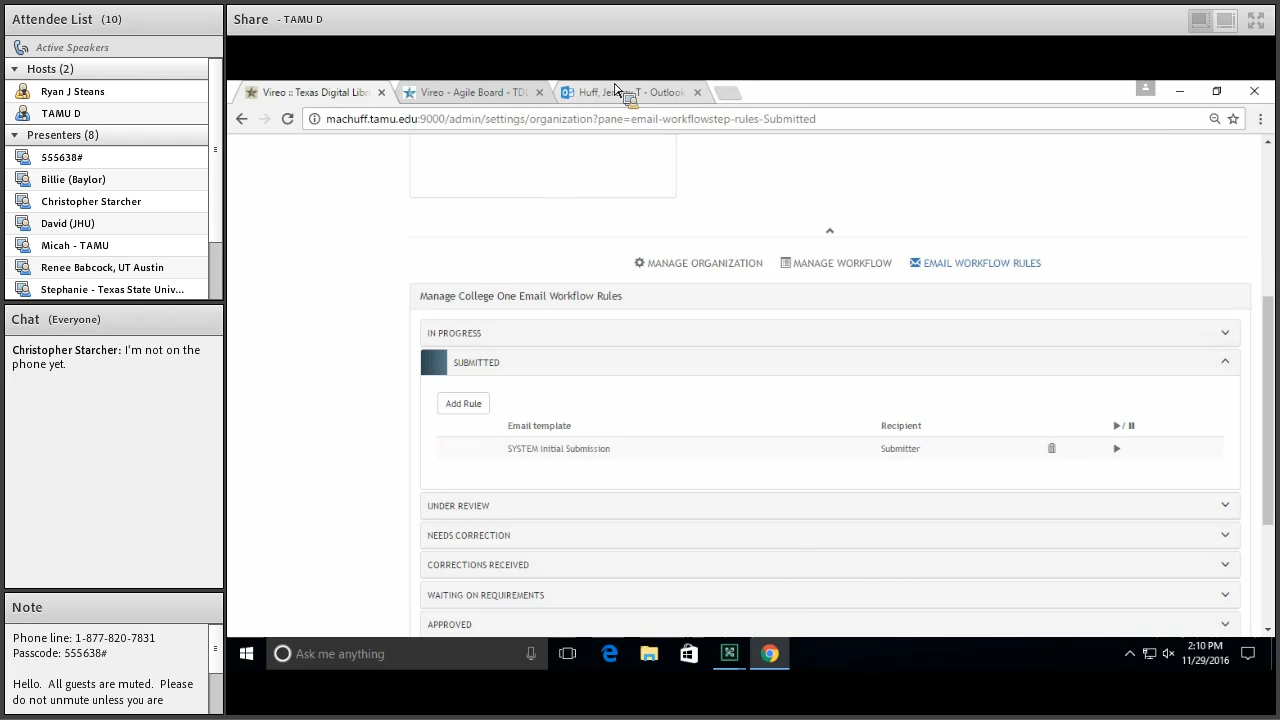 Attendee List (10)
Active Speakers
Hosts (2)
Ryan J Steans
TAMU D
Presenters (8)
555638#
Billie (Baylor)
Christopher Starcher
David (JHU)
Micah - TAMU
Renee Babcock, UT Austin
Stephanie - Texas State Univ...
Chat (Everyone)
Christopher Starcher: I'm not on the
phone yet.
Note
Phone line: 1-877-820-7831
Passcode: 555638#
Hello. All guests are muted. Please
do not unmute unless you are
Share - TAMU D
Vireo :: Texas Digital Libr
Vireo - Agile Board - TDL
Huff, Je T - Outlook
machuff.tamu.edu:9000/admin/settings/organization?pane=email-workflowstep-rules-Submitted
MANAGE ORGANIZATION MANAGE WORKFLOW EMAIL WORKFLOW RULES
Manage College One Email Workflow Rules
IN PROGRESS
SUBMITTED
Add Rule
Email template Recipient
SYSTEM Initial Submission Submitter
UNDER REVIEW
NEEDS CORRECTION
CORRECTIONS RECEIVED
WAITING ON REQUIREMENTS
APPROVED
Ask me anything
2:10 PM
11/29/2016